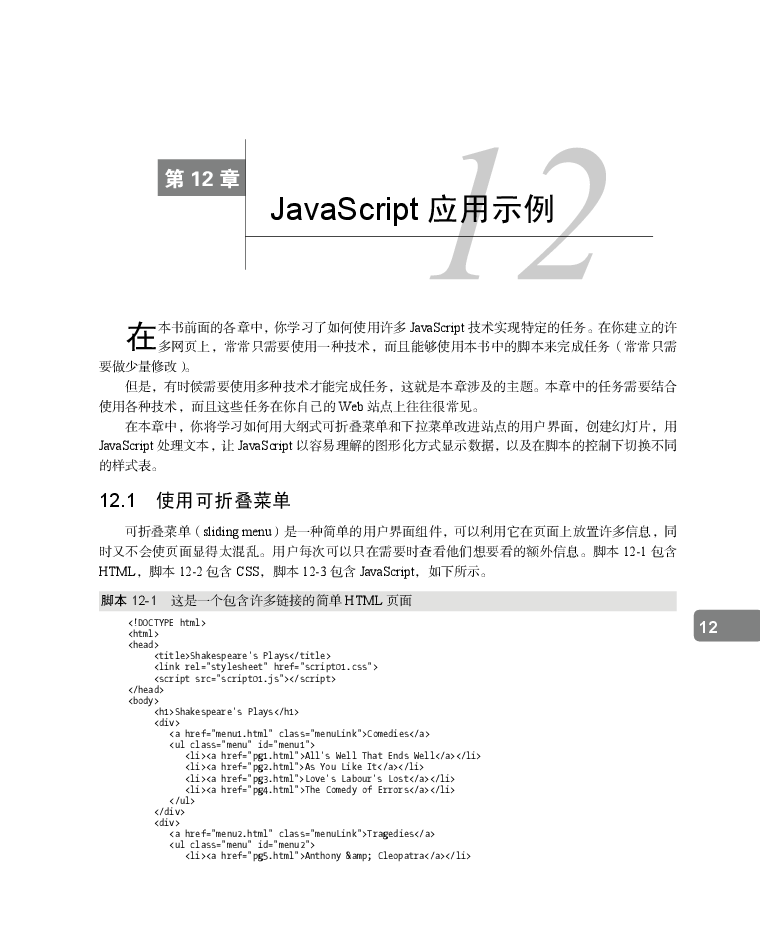 第 12 章
12
JavaScript 应用示例
在本书前面的各章中，你学习了如何使用许多 JavaScript 技术实现特定的任务。在你建立的许
多网页上，常常只需要使用一种技术，而且能够使用本书中的脚本来完成任务（常常只需
要做少量修改）。
但是，有时候需要使用多种技术才能完成任务，这就是本章涉及的主题。本章中的任务需要结合
使用各种技术，而且这些任务在你自己的 Web 站点上往往很常见。
在本章中，你将学习如何用大纲式可折叠菜单和下拉菜单改进站点的用户界面，创建幻灯片，用
JavaScript 处理文本，让 JavaScript 以容易理解的图形化方式显示数据，以及在脚本的控制下切换不同
的样式表。
12.1 使用可折叠菜单
可折叠菜单（sliding menu）是一种简单的用户界面组件，可以利用它在页面上放置许多信息，同
时又不会使页面显得太混乱。用户每次可以只在需要时查看他们想要看的额外信息。脚本 12-1 包含
HTML，脚本 12-2 包含 CSS，脚本 12-3 包含 JavaScript，如下所示。
脚本 12-1 这是一个包含许多链接的简单 HTML 页面
12
<!DOCTYPE html>
<html>
<head>
<title>Shakespeare's Plays</title>
<link rel="stylesheet" href="script01.css">
<script src="script01.js"></script>
</head>
<body>
<h1>Shakespeare's Plays</h1>
<div>
<a href="menu1.html" class="menuLink">Comedies</a>
<ul class="menu" id="menu1">
<li><a href="pg1.html">All's Well That Ends Well</a></li>
<li><a href="pg2.html">As You Like It</a></li>
<li><a href="pg3.html">Love's Labour's Lost</a></li>
<li><a href="pg4.html">The Comedy of Errors</a></li>
</ul>
</div>
<div>
<a href="menu2.html" class="menuLink">Tragedies</a>
<ul class="menu" id="menu2">
<li><a href="pg5.html">Anthony &amp; Cleopatra</a></li>